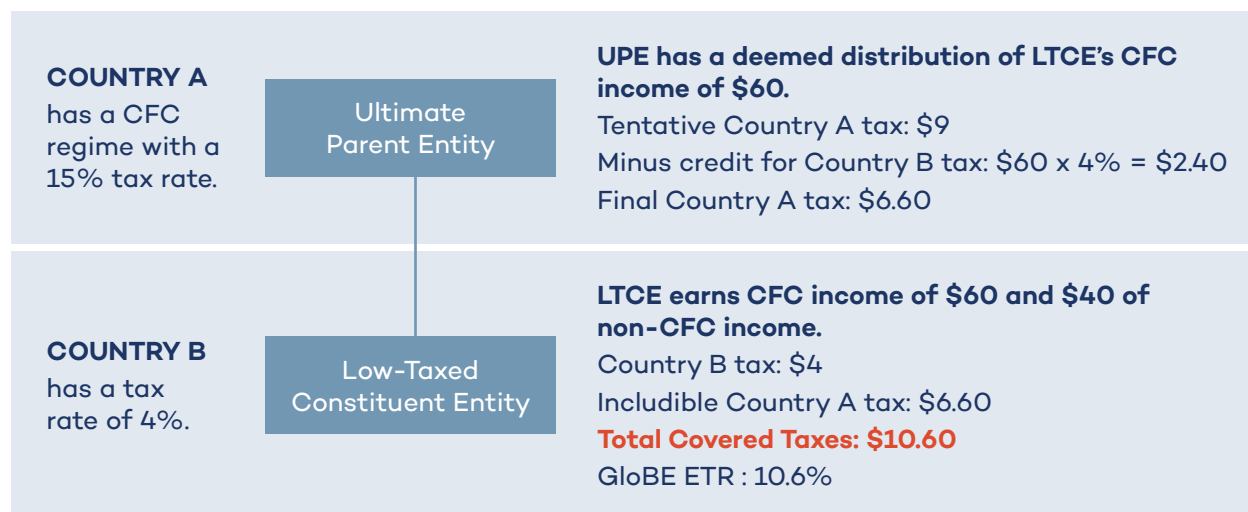 COUNTRY A
has a CFC
regime with a
15% tax rate.
Ultimate
Parent Entity
UPE has a deemed distribution of LTCE’s CFC
income of $60.
Tentative Country A tax: $9
Minus credit for Country B tax: $60 x 4% = $2.40
Final Country A tax: $6.60
COUNTRY B
has a tax
rate of 4%.
Low-Taxed
Constituent Entity
LTCE earns CFC income of $60 and $40 of
non-CFC income.
Country B tax: $4
Includible Country A tax: $6.60
Total Covered Taxes: $10.60
GloBE ETR : 10.6%